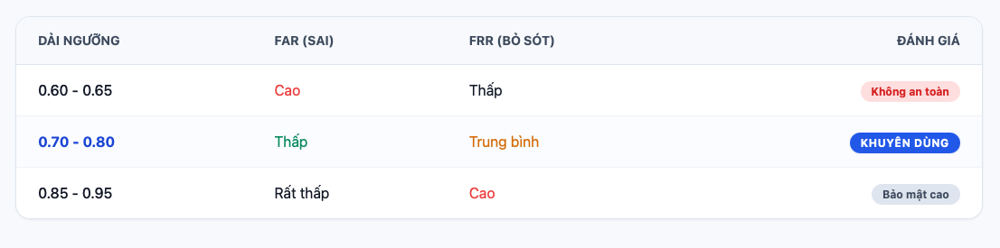 DẢI NGƯỠNG FAR (SAI) FRR (BỎ SÓT) ĐÁNH GIÁ
0.60 - 0.65 Cao Thấp Không an toàn
0.70 - 0.80 Thấp Trung bình KHUYÊN DÙNG
0.85 - 0.95 Rất thấp Cao Bảo mật cao